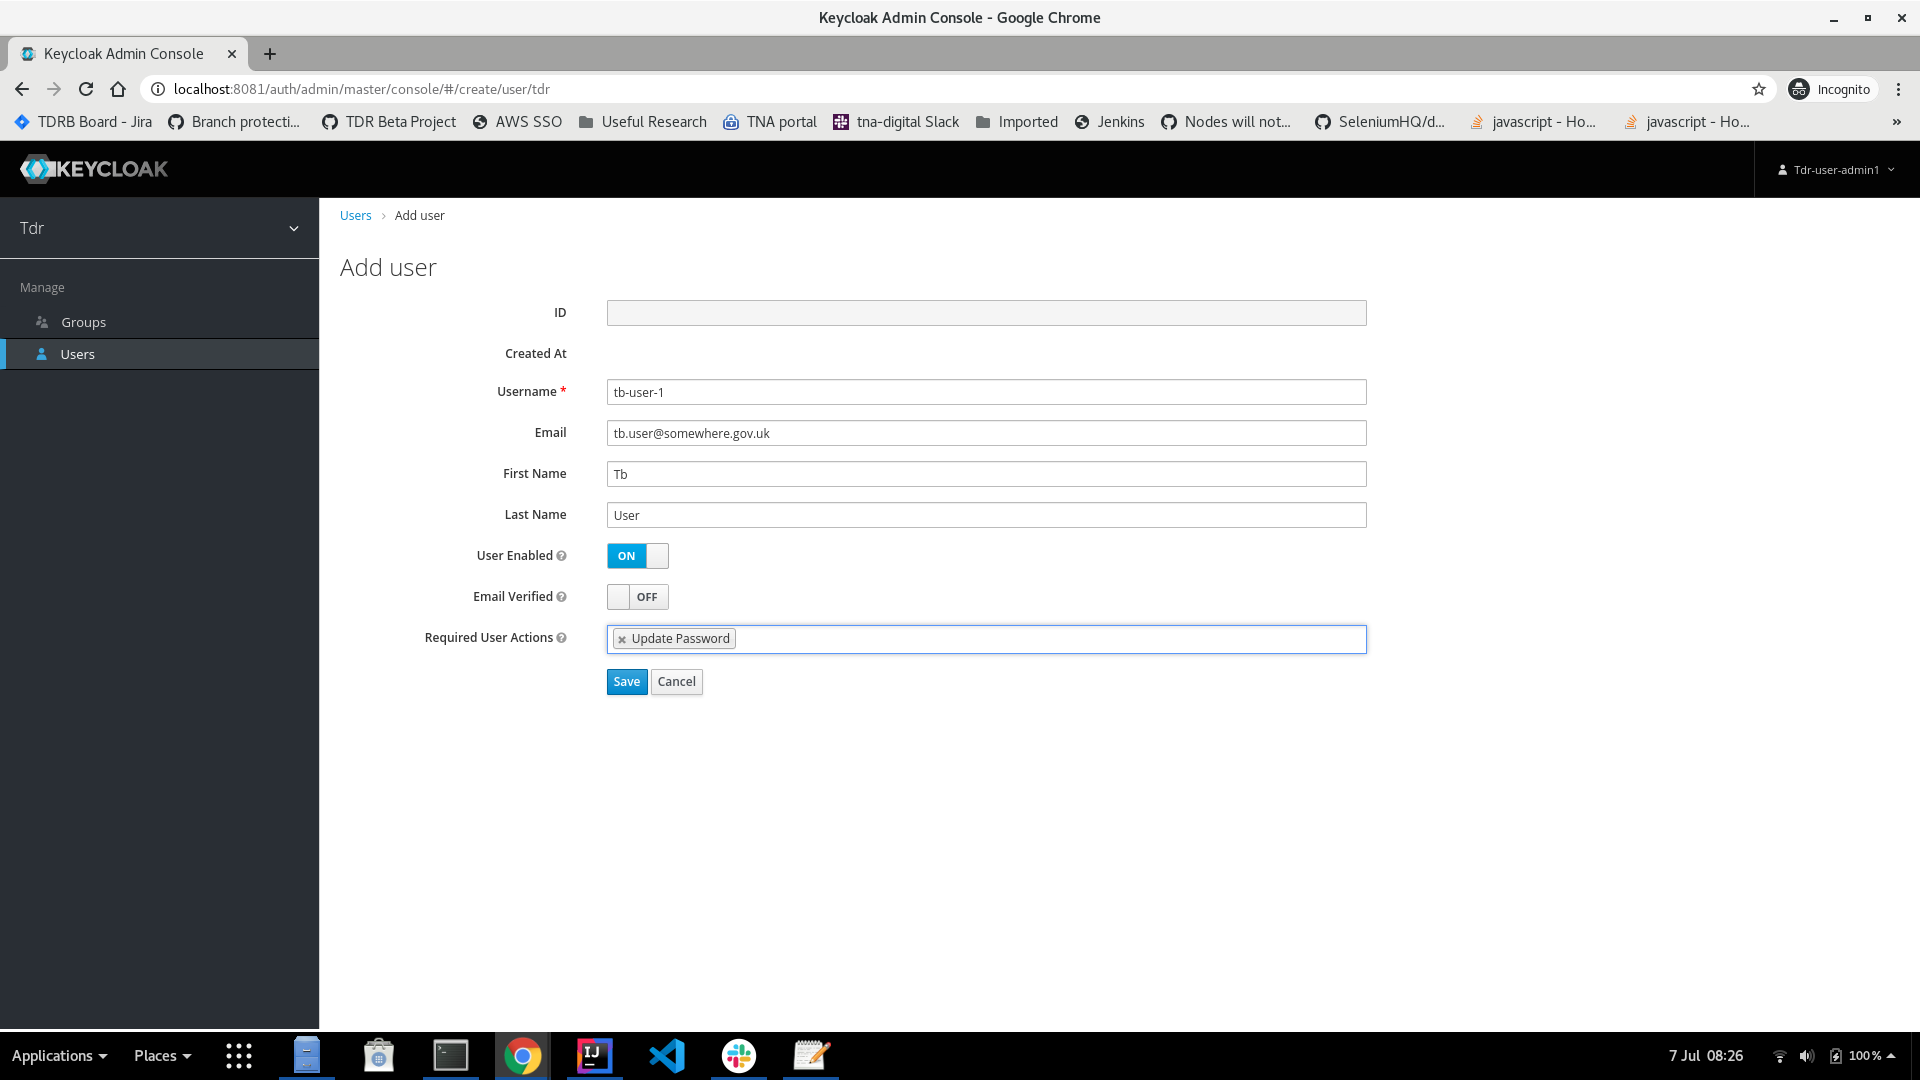 Keycloak Admin Console - Google Chrome
Keycloak Admin Console
localhost:8081/auth/admin/master/console/#/create/user/tdr
Incognito
TDRB Board - Jira
Branch protecti...
TDR Beta Project
AWS SSO
Useful Research
TNA portal
tna-digital Slack
Imported
Jenkins
Nodes will not...
SeleniumHQ/d...
javascript - Ho...
javascript - Ho...
»
KEYCLOAK
Tdr-user-admin1
Tdr
Manage
Groups
Users
Users > Add user
Add user
ID
Created At
Username * tb-user-1
Email tb.user@somewhere.gov.uk
First Name Tb
Last Name User
User Enabled ON
Email Verified OFF
Required User Actions × Update Password
Save Cancel
Applications Places IJ 7 Jul 08:26 100 %